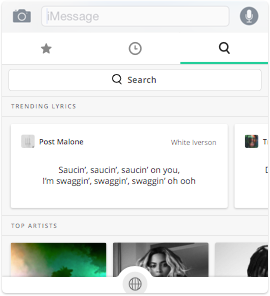 iMessage
Search
TRENDING LYRICS
Post Malone
White Iverson
Saucin', saucin', saucin' on you,
I'm swaggin', swaggin', swaggin' oh ooh
TOP ARTISTS